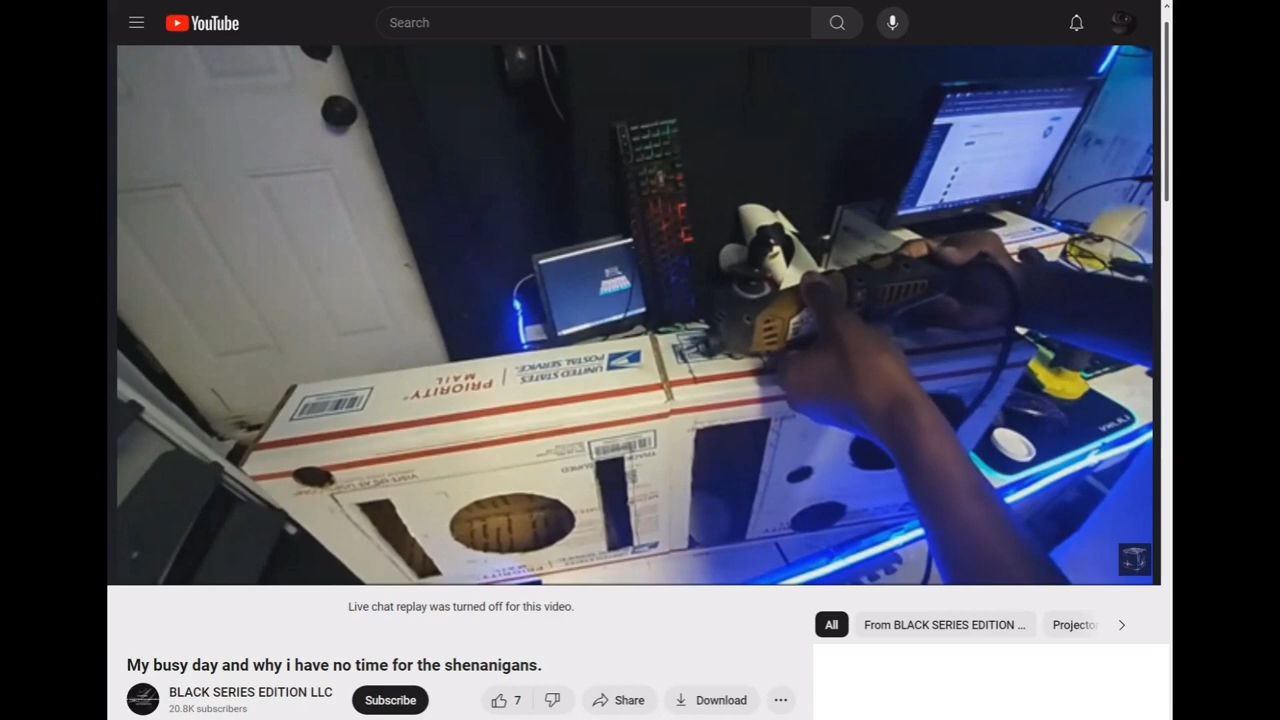 YouTube
Search
UNITED STATES
POSTAL SERVICE
PRIORITY
MAIL
Live chat replay was turned off for this video.
All
From BLACK SERIES EDITION ...
My busy day and why i have no time for the shenanigans.
BLACK SERIES EDITION LLC
20.8K subscribers
Subscribe
7
Share
Download
...